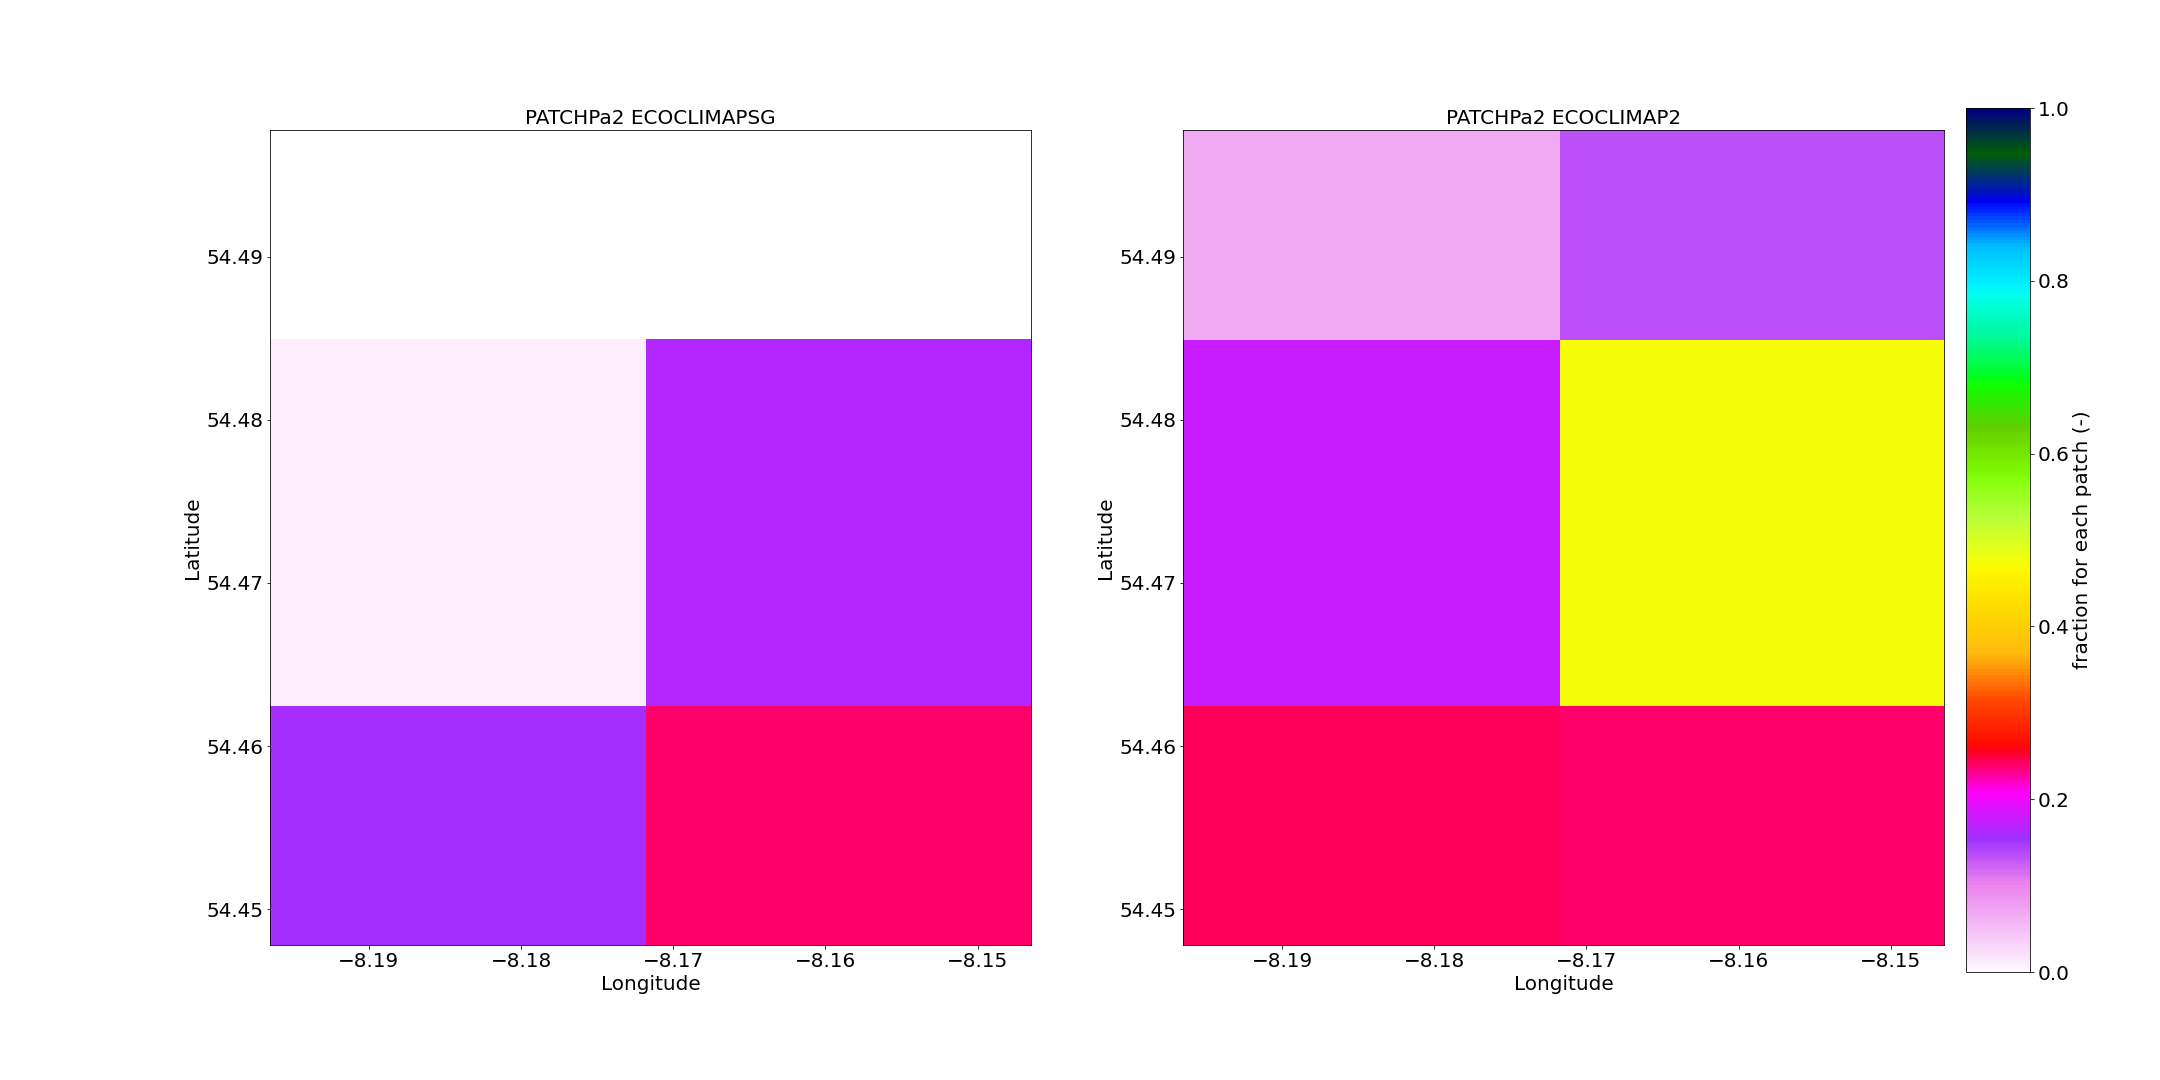 PATCHPa2 ECOCLIMAPSG
54.49
54.48
54.47
54.46
54.45
Latitude
−8.19 −8.18 −8.17 −8.16 −8.15
Longitude
PATCHPa2 ECOCLIMAP2
54.49
54.48
54.47
54.46
54.45
Latitude
−8.19 −8.18 −8.17 −8.16 −8.15
Longitude
1.0
0.8
0.6
0.4
0.2
0.0
fraction for each patch (-)